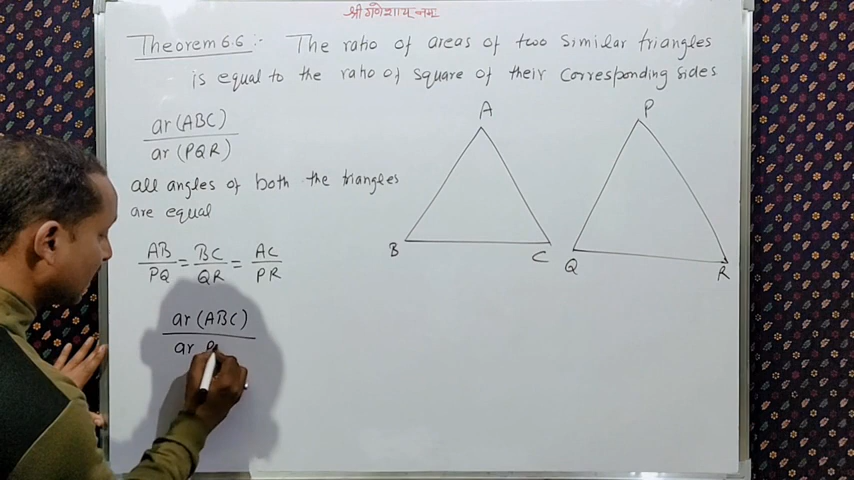 श्री गणेशाय नमः
Theorem 6.6 :- The ratio of areas of two similar triangles
is equal to the ratio of square of their corresponding sides
ar (ABC)
ar (PQR)
all angles of both the triangles
are equal
AB/PQ = BC/QR = AC/PR
ar (ABC)
ar P
A
B
C
P
Q
R